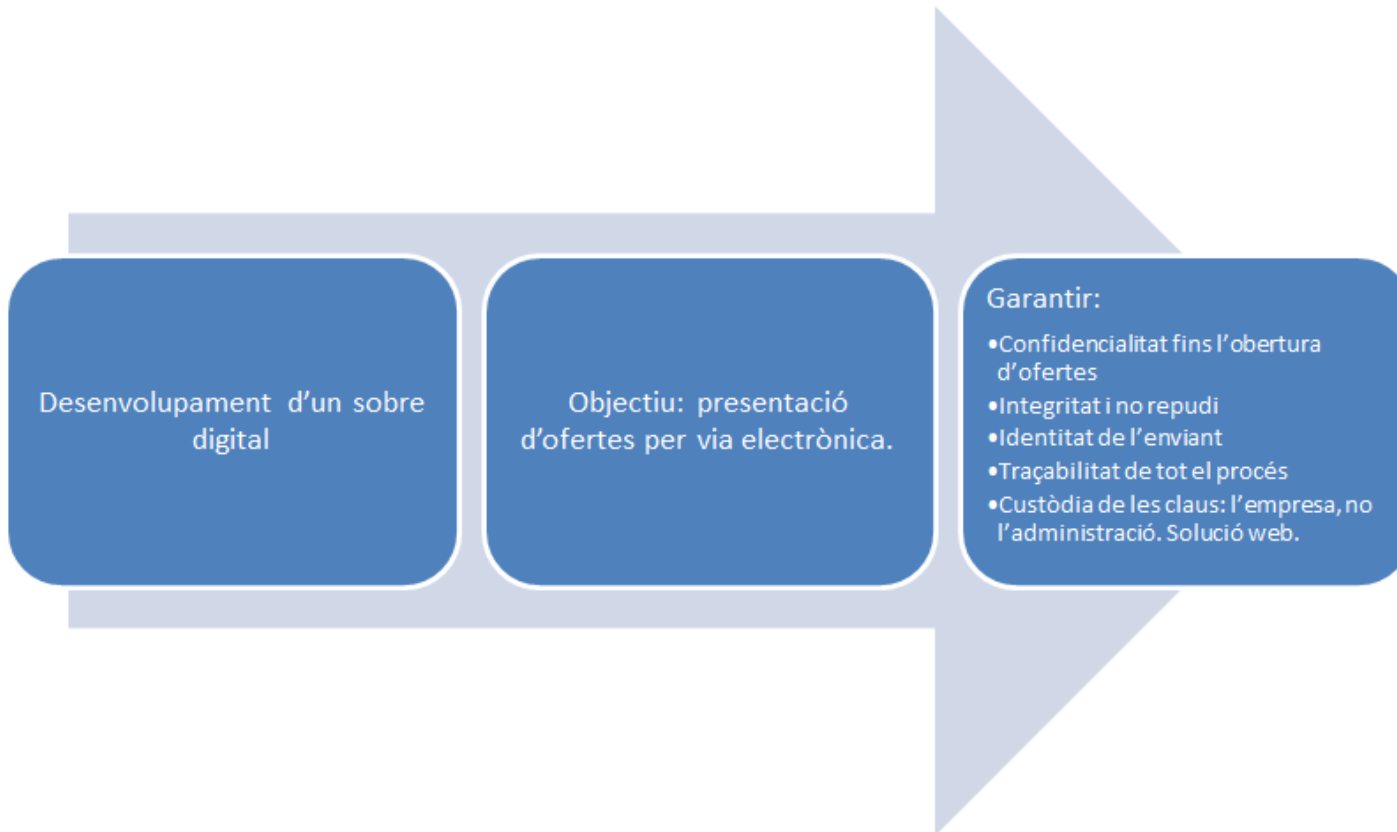 Desenvolupament d’un sobre
digital
Objectiu: presentació
d’ofertes per via electrònica.
Garantir:
•Confidencialitat fins l’obertura
d’ofertes
•Integritat i no repudi
•Identitat de l’enviant
•Traçabilitat de tot el procés
•Custòdia de les claus: l’empresa, no
l’administració. Solució web.